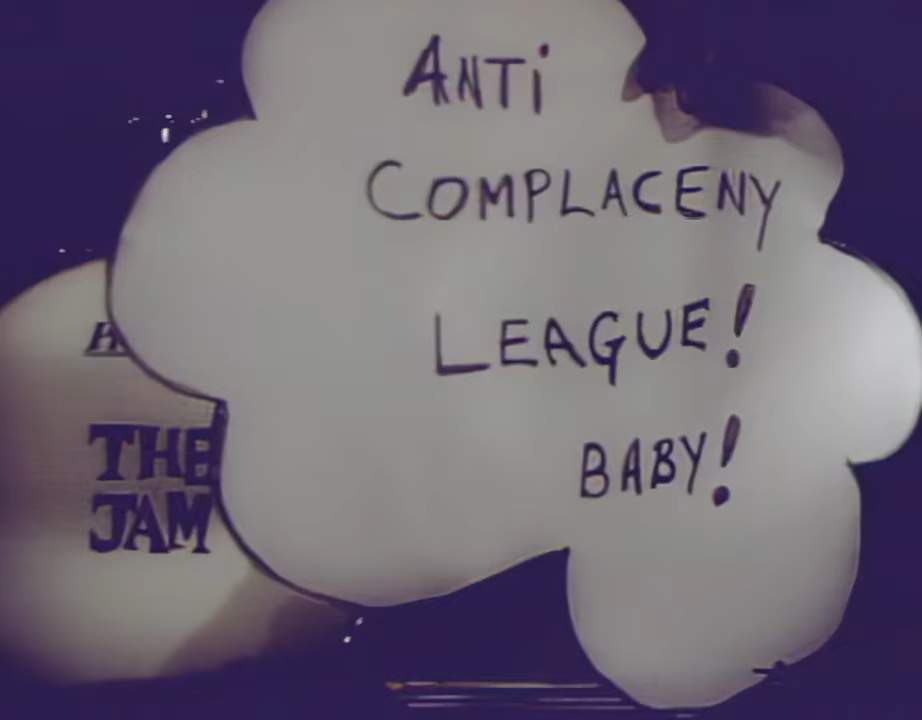 ANTi
COMPLACENY
LEAGUE!
BABY!
THE
JAM